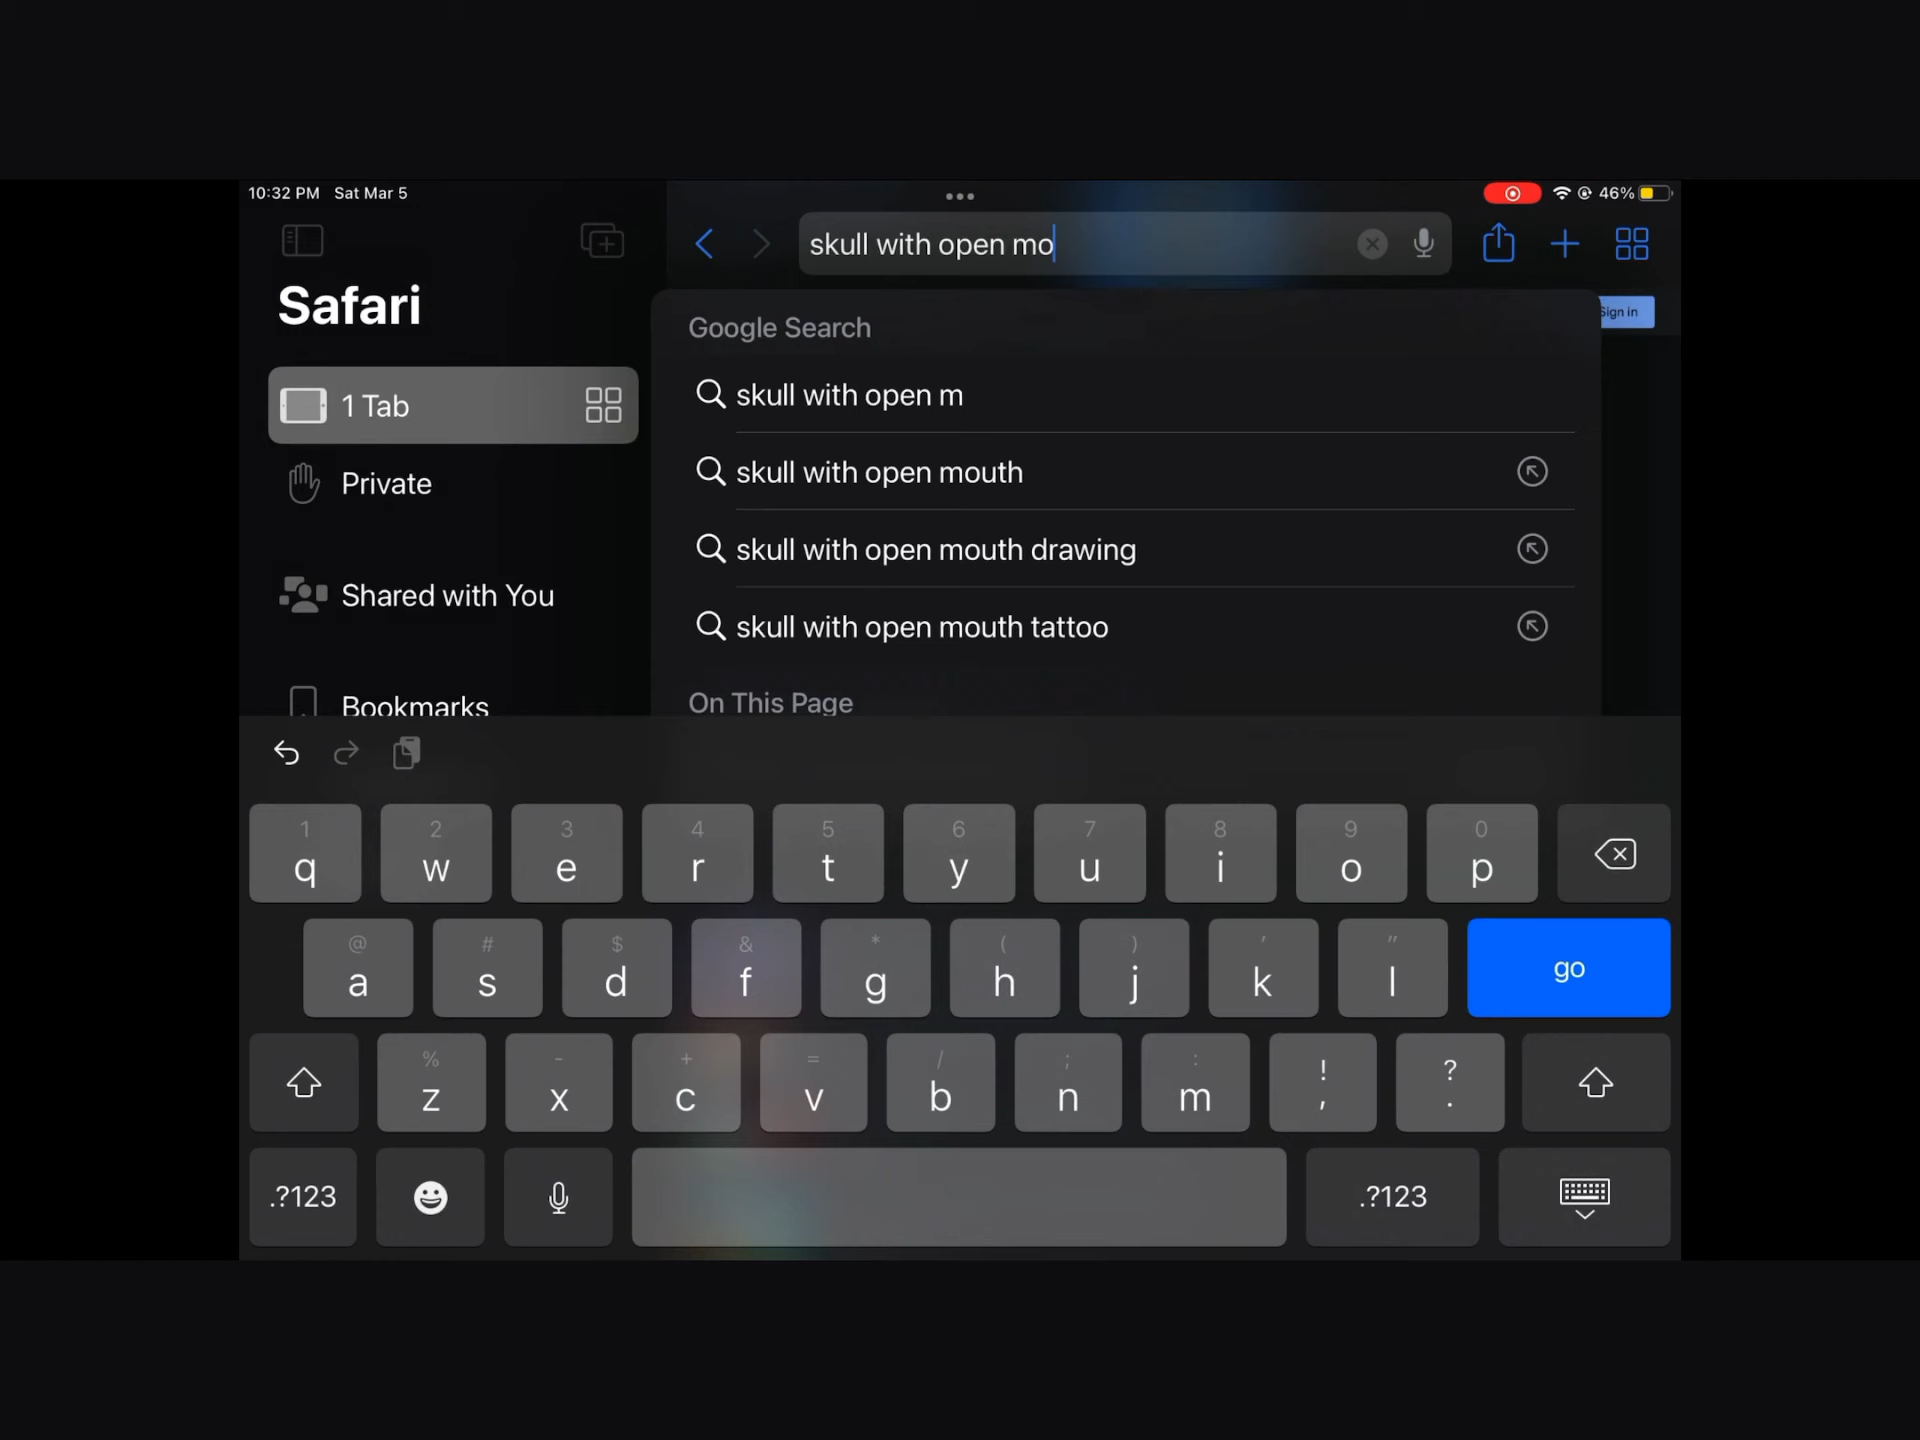 10:32 PM Sat Mar 5
46%
skull with open mo
Safari
Sign in
Google Search
skull with open m
1 Tab
skull with open mouth
Private
skull with open mouth drawing
Shared with You
skull with open mouth tattoo
Bookmarks
On This Page
1 2 3 4 5 6 7 8 9 0
q w e r t y u i o p
@ # $ & * ( ) ' "
a s d f g h j k l go
% - + = / ; : ! ?
z x c v b n m , .
.?123 .?123